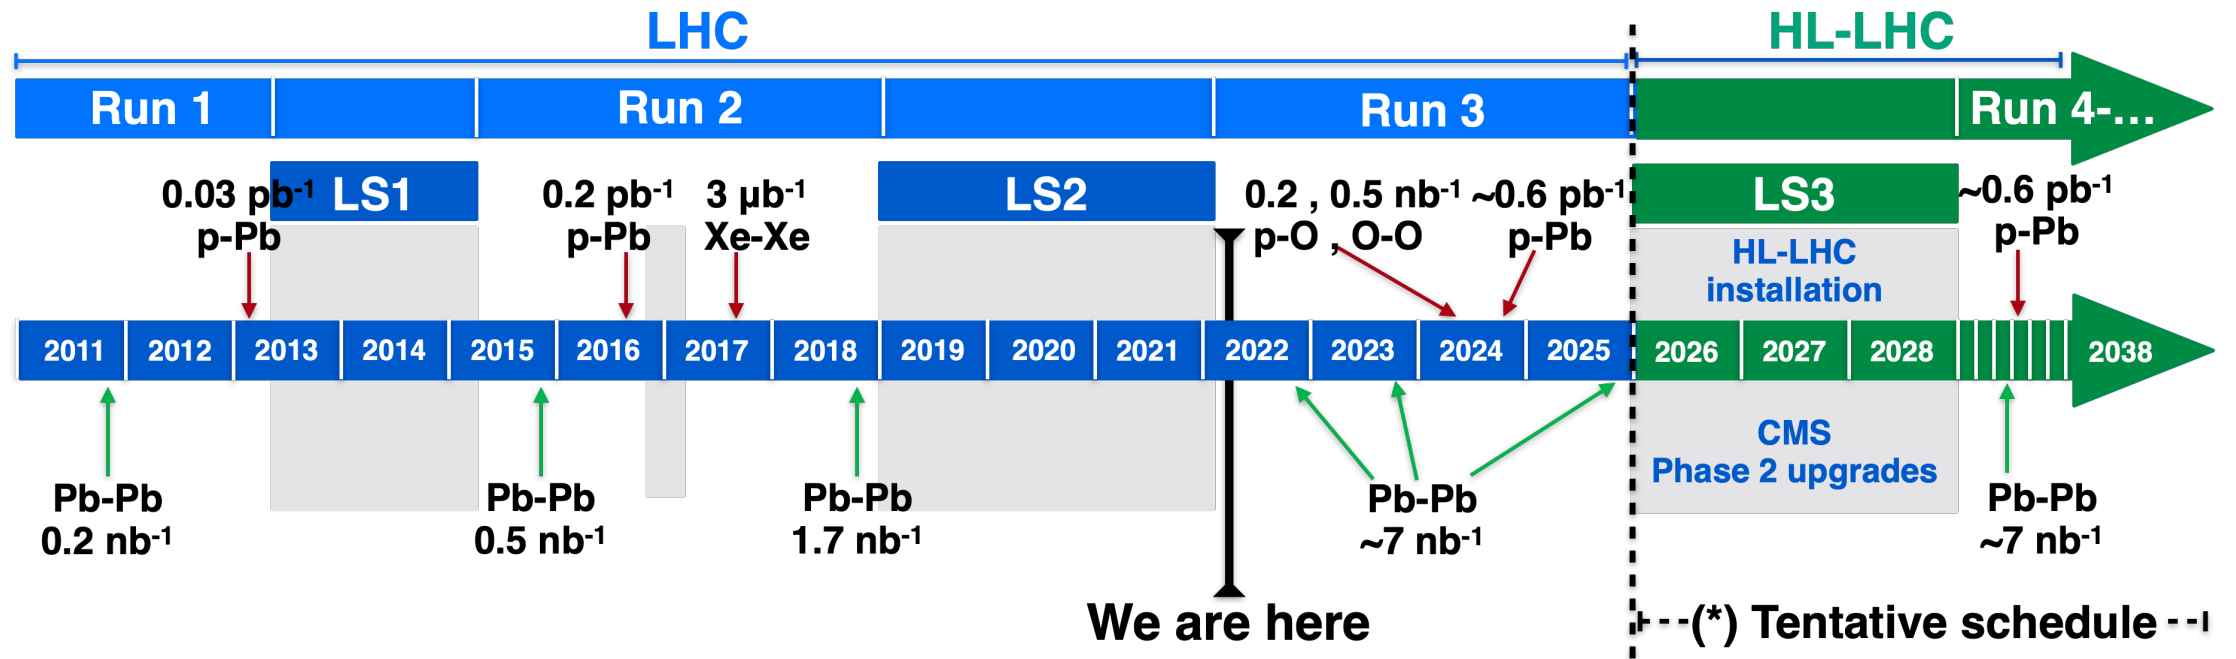 LHC
HL-LHC
Run 1
Run 2
Run 3
Run 4-...
LS1
LS2
LS3
0.03 pb⁻¹
p-Pb
0.2 pb⁻¹
p-Pb
3 µb⁻¹
Xe-Xe
0.2 , 0.5 nb⁻¹
p-O , O-O
~0.6 pb⁻¹
p-Pb
~0.6 pb⁻¹
p-Pb
HL-LHC
installation
2011
2012
2013
2014
2015
2016
2017
2018
2019
2020
2021
2022
2023
2024
2025
2026
2027
2028
2038
CMS
Phase 2 upgrades
Pb-Pb
0.2 nb⁻¹
Pb-Pb
0.5 nb⁻¹
Pb-Pb
1.7 nb⁻¹
Pb-Pb
~7 nb⁻¹
Pb-Pb
~7 nb⁻¹
We are here
(*) Tentative schedule